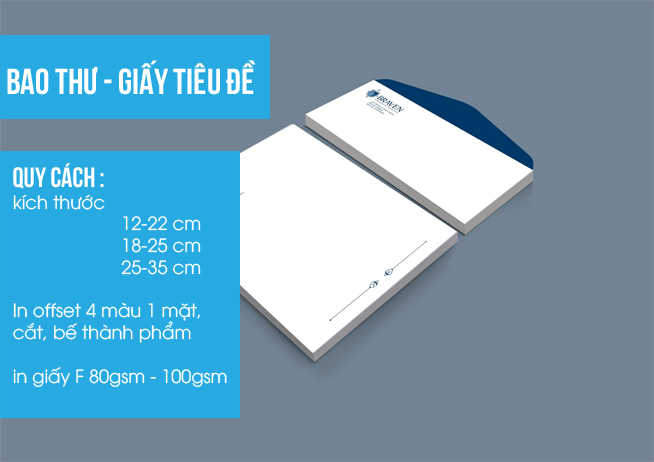 BAO THƯ - GIẤY TIÊU ĐỀ
QUY CÁCH :
kích thước
12-22 cm
18-25 cm
25-35 cm
In offset 4 màu 1 mặt,
cắt, bế thành phẩm
in giấy F 80gsm - 100gsm
BRAVEN